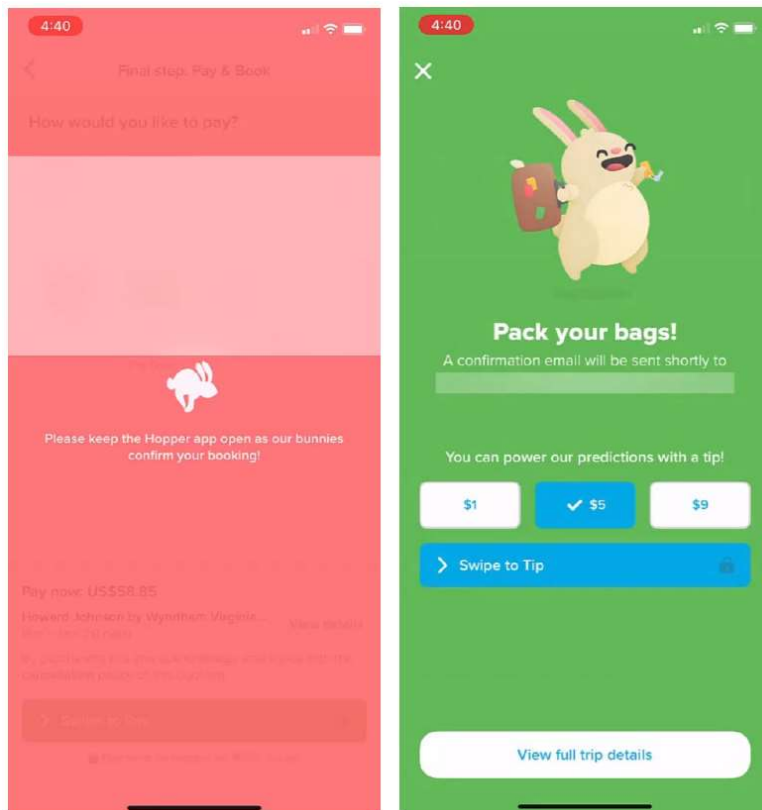 4:40
Final step: Pay & Book
How would you like to pay?
Please keep the Hopper app open as our bunnies
confirm your booking!
Pay now: US$58.85
Howard Johnson by Wyndham Virginia...
View details
Swipe to Pay
4:40
Pack your bags!
A confirmation email will be sent shortly to
You can power our predictions with a tip!
$1
$5
$9
Swipe to Tip
View full trip details